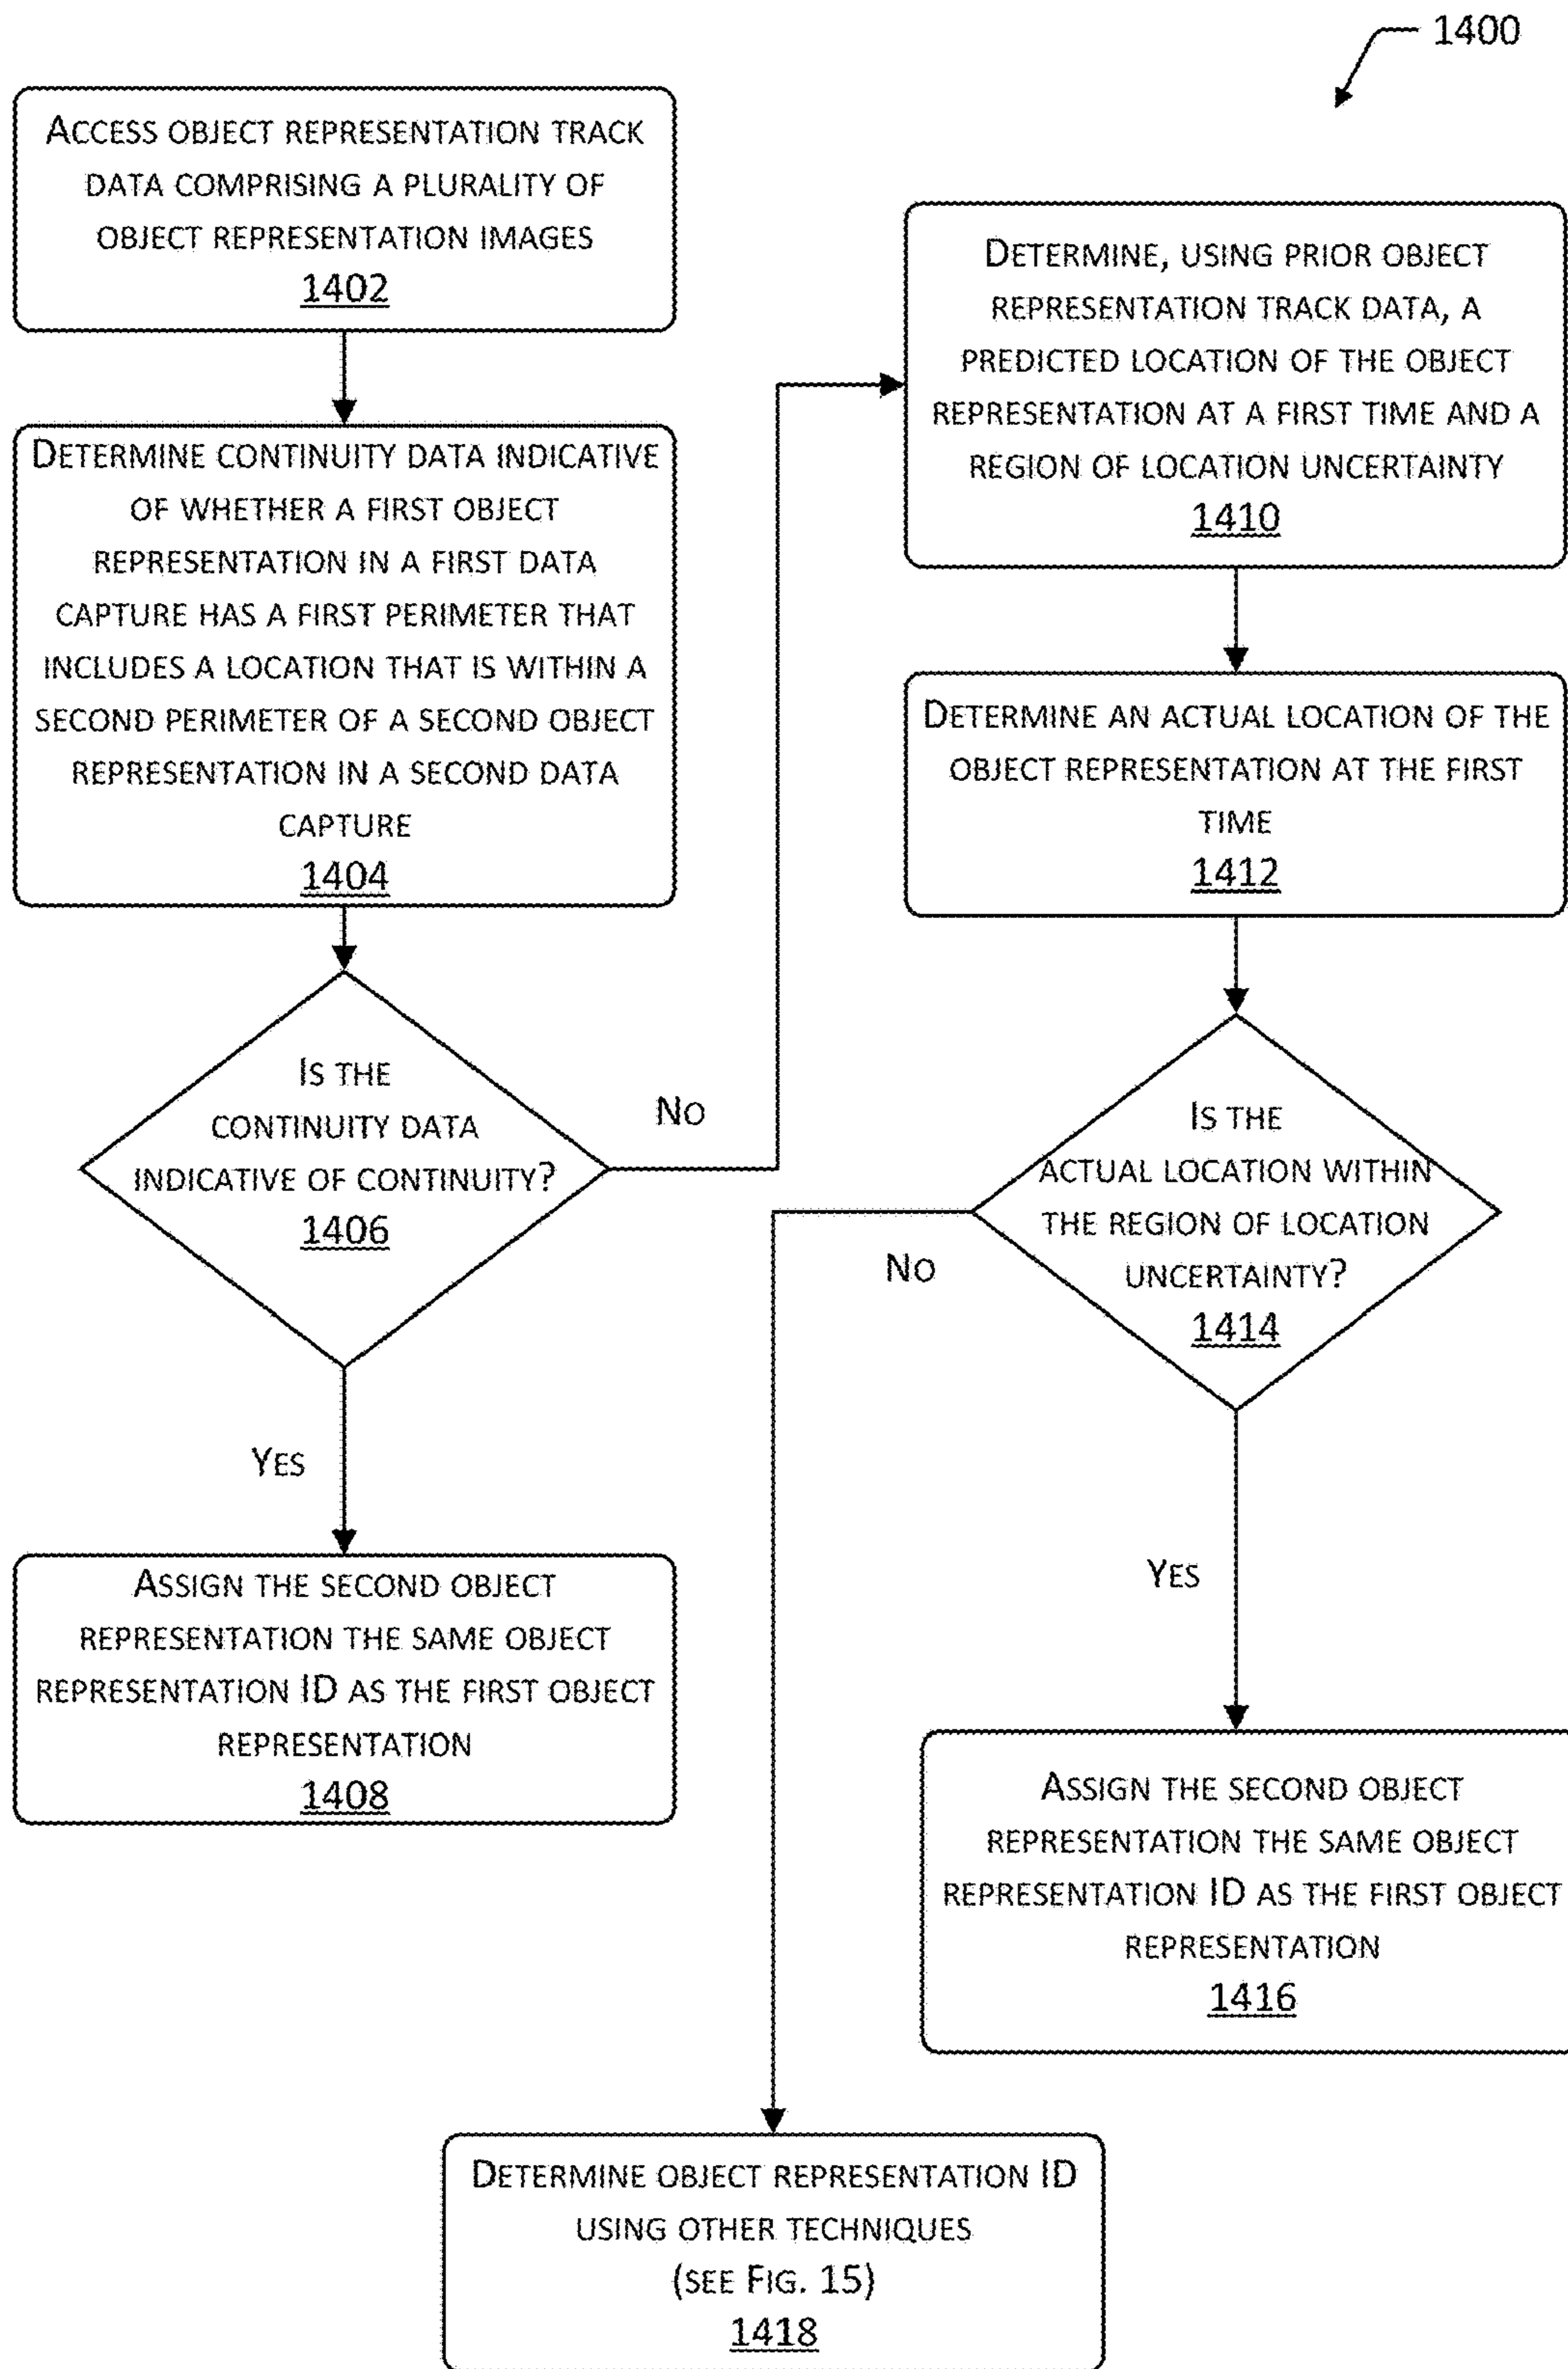 1400
Access object representation track
data comprising a plurality of
object representation images
1402
Determine continuity data indicative
of whether a first object
representation in a first data
capture has a first perimeter that
includes a location that is within a
second perimeter of a second object
representation in a second data
capture
1404
Is the
continuity data
indicative of continuity?
1406
No
Yes
Assign the second object
representation the same object
representation ID as the first object
representation
1408
Determine, using prior object
representation track data, a
predicted location of the object
representation at a first time and a
region of location uncertainty
1410
Determine an actual location of the
object representation at the first
time
1412
Is the
actual location within
the region of location
uncertainty?
1414
No
Yes
Assign the second object
representation the same object
representation ID as the first object
representation
1416
Determine object representation ID
using other techniques
(see Fig. 15)
1418